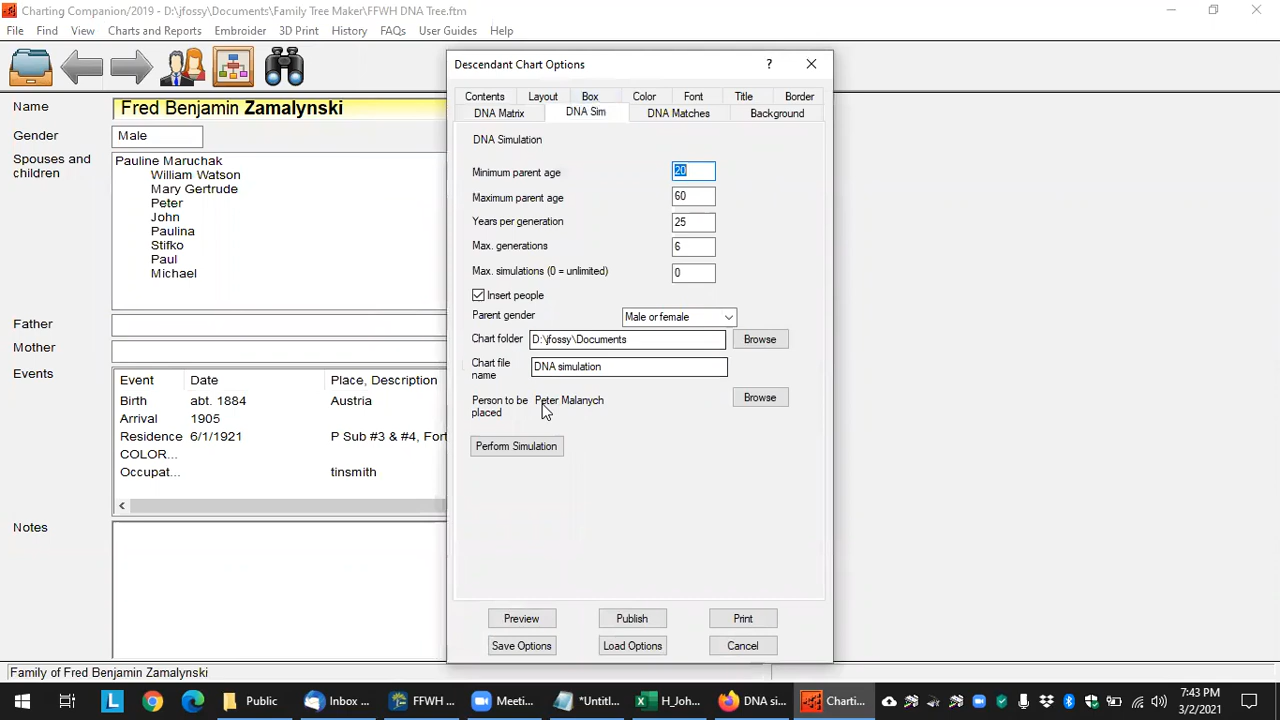 Charting Companion/2019 - D:\jfossy\Documents\Family Tree Maker\FFWH DNA Tree.ftm
File Find View Charts and Reports Embroider 3D Print History FAQs User Guides Help
Name Fred Benjamin Zamalynski
Gender Male
Spouses and children
Pauline Maruchak
William Watson
Mary Gertrude
Peter
John
Paulina
Stifko
Paul
Michael
Father
Mother
Events
Event Date Place, Description
Birth abt. 1884 Austria
Arrival 1905
Residence 6/1/1921 P Sub #3 & #4, Fort
COLOR...
Occupat... tinsmith
Notes
Family of Fred Benjamin Zamalynski
Descendant Chart Options
Contents Layout Box Color Font Title Border
DNA Matrix DNA Sim DNA Matches Background
DNA Simulation
Minimum parent age 20
Maximum parent age 60
Years per generation 25
Max. generations 6
Max. simulations (0 = unlimited) 0
Insert people
Parent gender Male or female
Chart folder D:\jfossy\Documents Browse
Chart file name DNA simulation
Person to be placed Peter Malanych Browse
Perform Simulation
Preview Publish Print
Save Options Load Options Cancel
Public Inbox ... FFWH ... Meeti... *Untitl... H_Joh... DNA si... Charti...
7:43 PM
3/2/2021